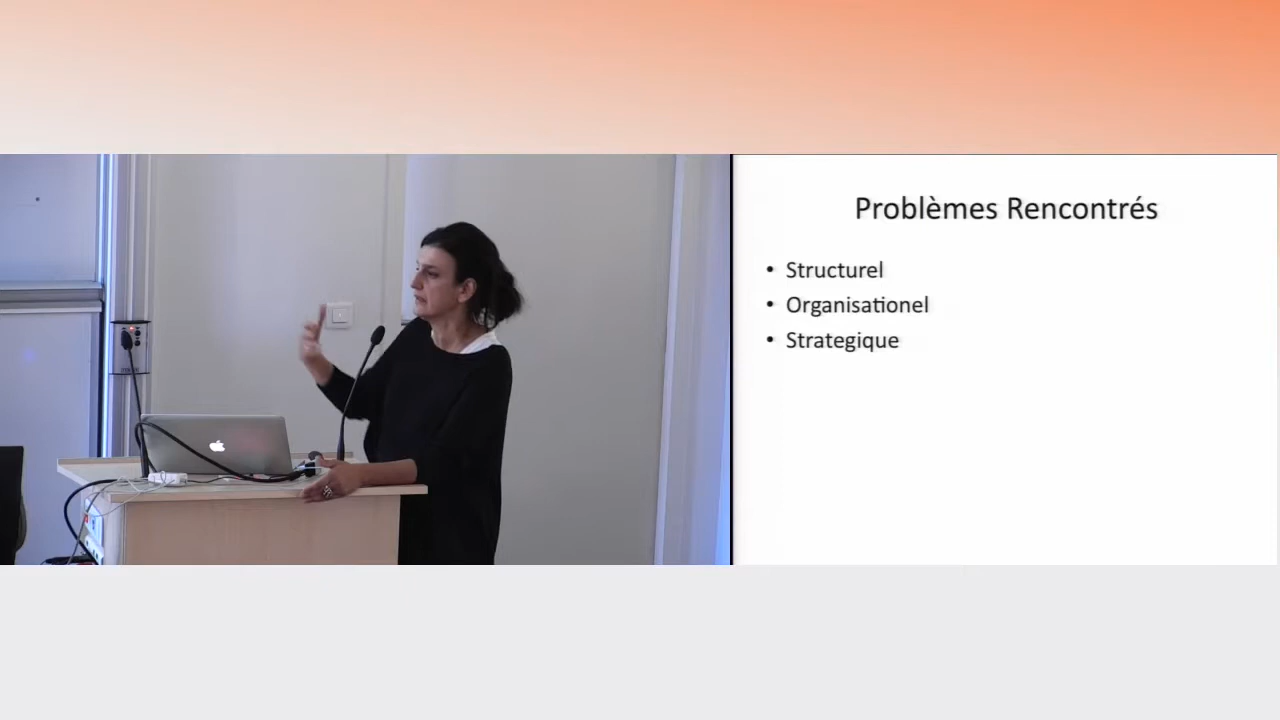 Problèmes Rencontrés
• Structurel
• Organisationel
• Strategique